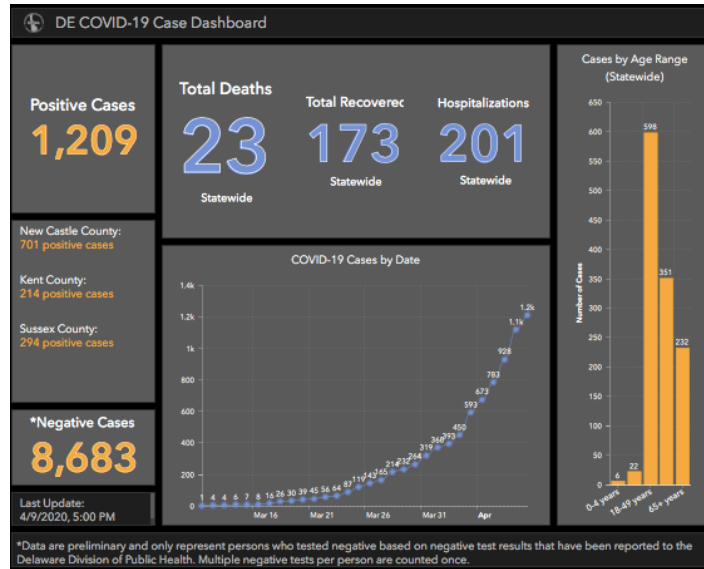 DE COVID-19 Case Dashboard
Positive Cases
1,209
New Castle County:
701 positive cases
Kent County:
214 positive cases
Sussex County:
294 positive cases
*Negative Cases
8,683
Last Update:
4/9/2020, 5:00 PM
Total Deaths
23
Statewide
Total Recoverec
173
Statewide
Hospitalizations
201
Statewide
COVID-19 Cases by Date
1.4k
1.2k
1k
800
600
400
200
0
1 4 4 6 7 8 16 26 30 39 45 56 64 87 119 143 165 214 232 264 319 368 393 450 593 673 783 928 1.1k 1.2k
Mar 16 Mar 21 Mar 26 Mar 31 Apr
Cases by Age Range
(Statewide)
Number of Cases
650
600
550
500
450
400
350
300
250
200
150
100
50
0
6 22 598 351 232
0-4 years 18-49 years 65+ years
*Data are preliminary and only represent persons who tested negative based on negative test results that have been reported to the
Delaware Division of Public Health. Multiple negative tests per person are counted once.